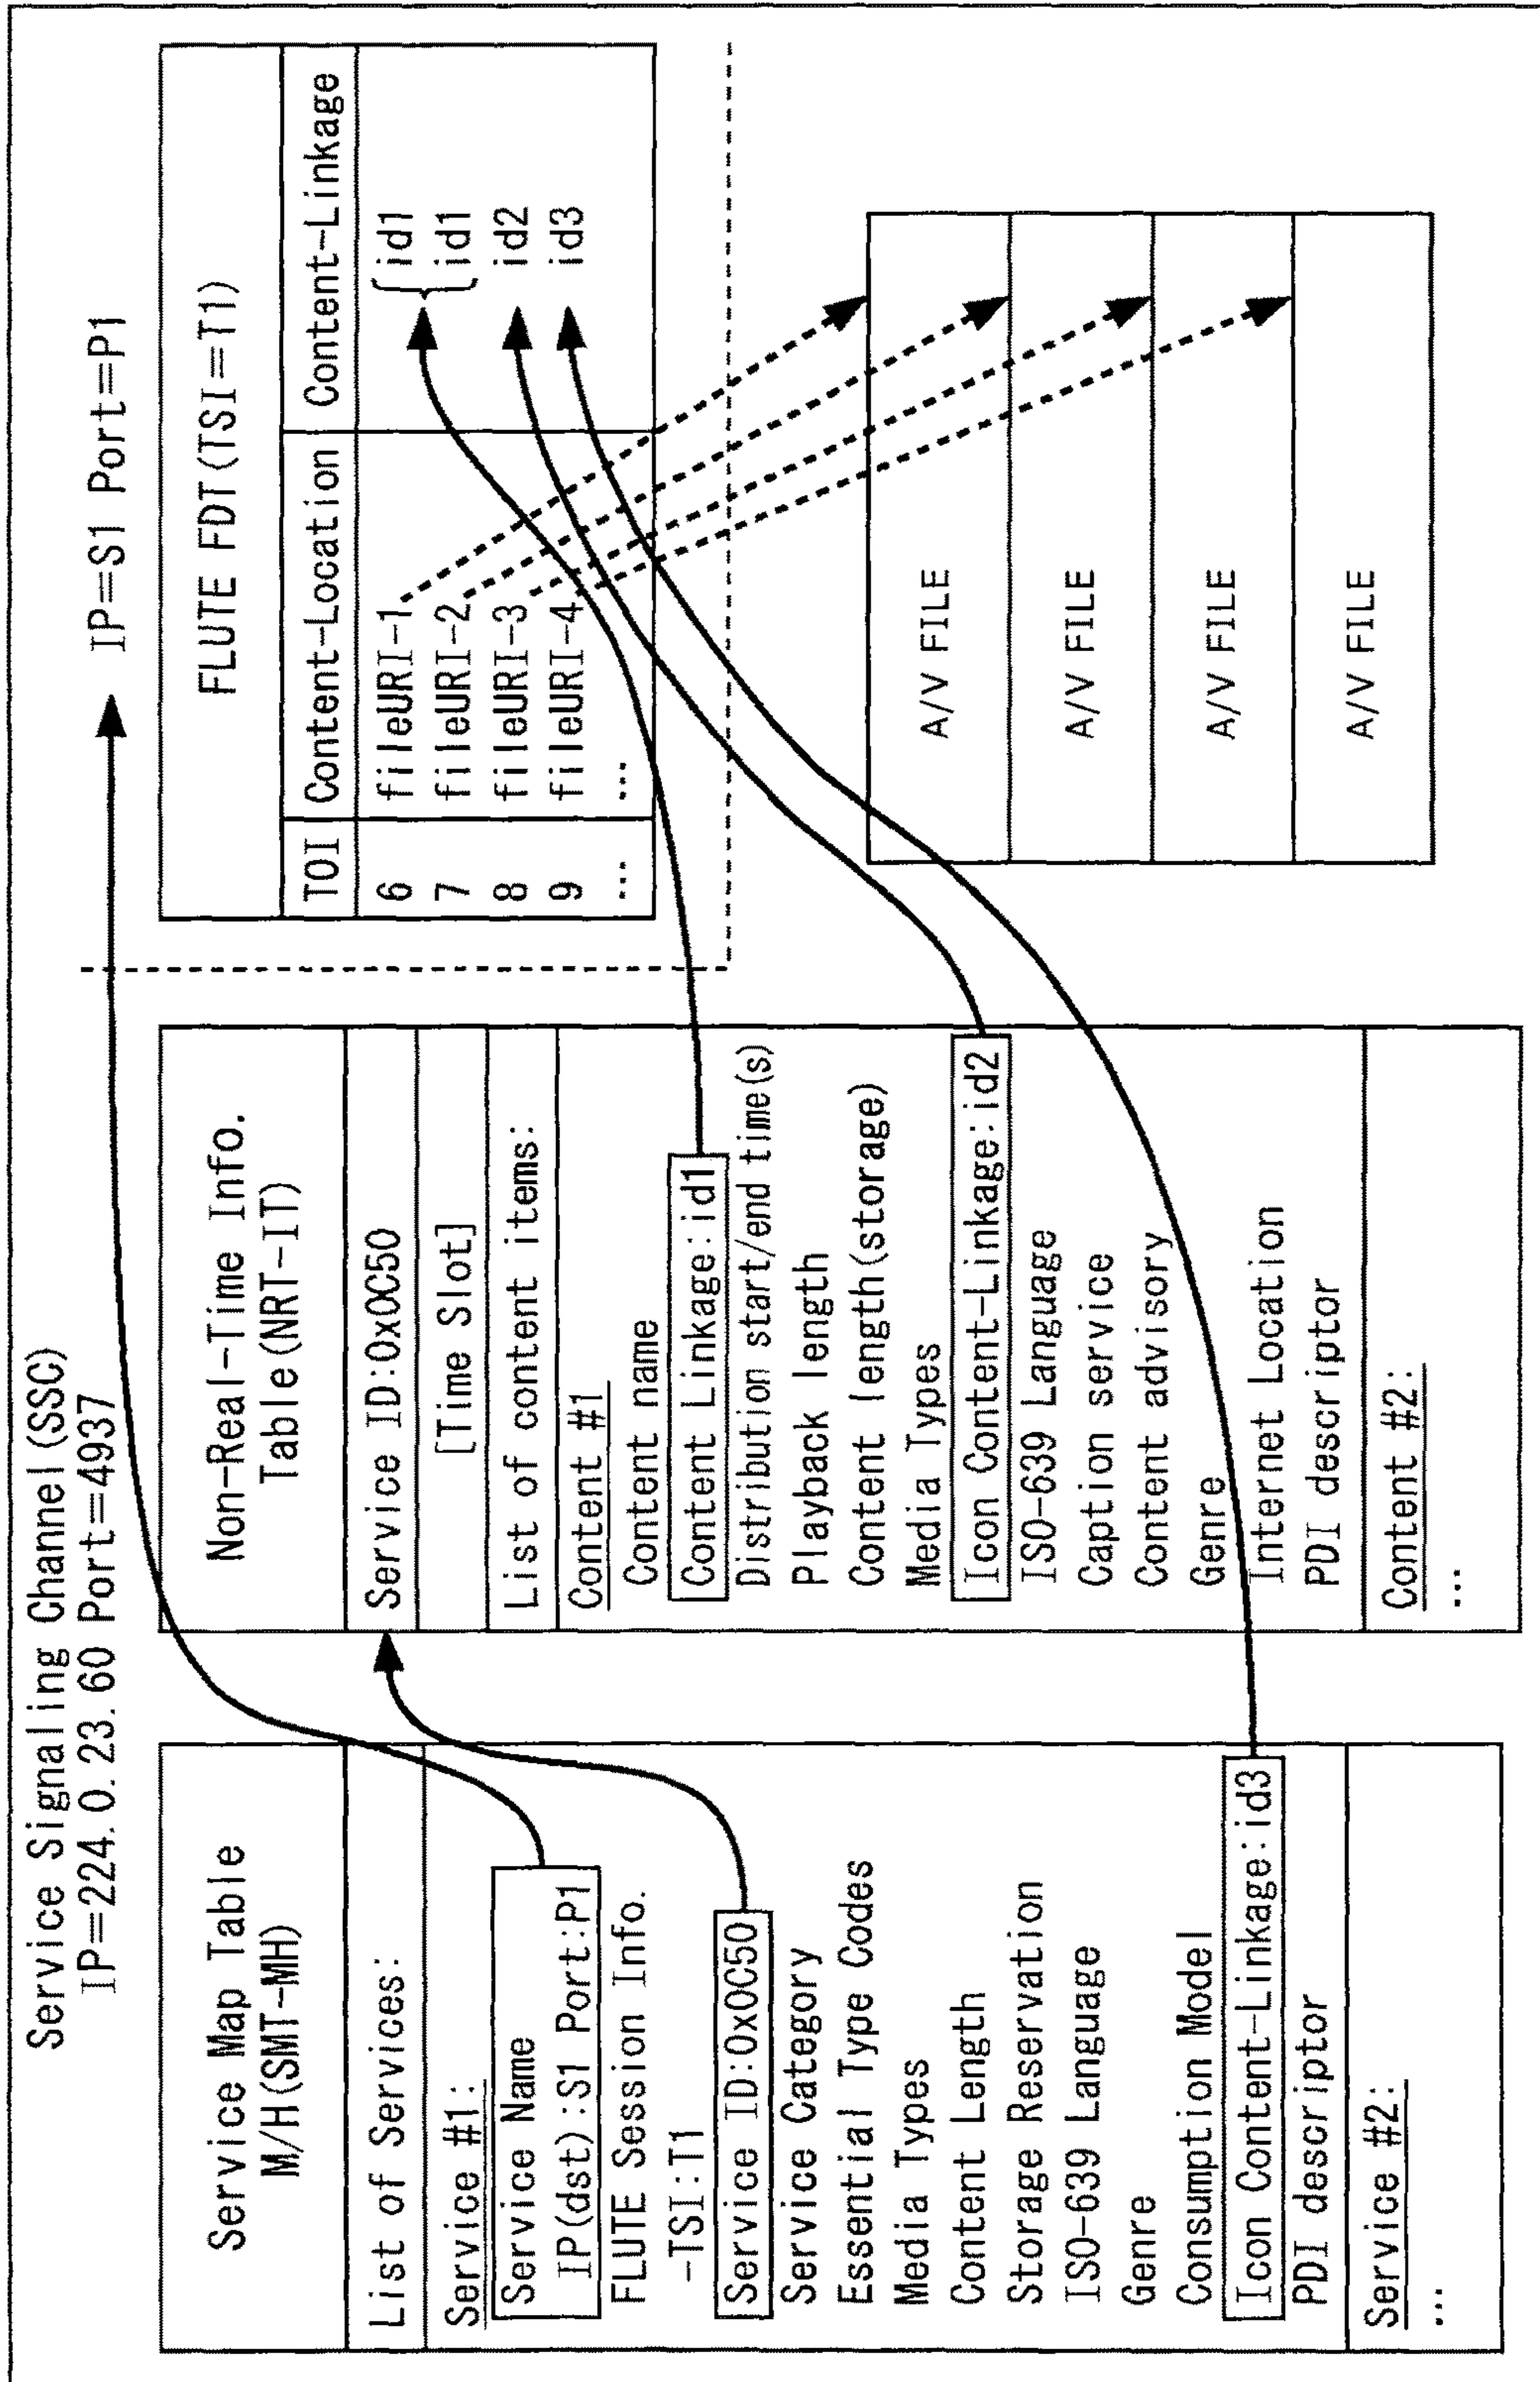 Service Signaling Channel(SSC)
IP=224.0.23.60 Port=4937
Service Map Table
M/H(SMT-MH)
List of Services:
Service #1:
Service Name
IP(dst):S1 Port:P1
FLUTE Session Info.
-TSI:T1
Service ID:0x0C50
Service Category
Essential Type Codes
Media Types
Content Length
Storage Reservation
ISO-639 Language
Genre
Consumption Model
Icon Content-Linkage:id3
PDI descriptor
Service #2:
...
Non-Real-Time Info.
Table(NRT-IT)
Service ID:0x0C50
[Time Slot]
List of content items:
Content #1
Content name
Content Linkage:id1
Distribution start/end time(s)
Playback length
Content length(storage)
Media Types
Icon Content-Linkage:id2
ISO-639 Language
Caption service
Content advisory
Genre
Internet Location
PDI descriptor
Content #2:
...
IP=S1 Port=P1
FLUTE FDT(TSI=T1)
TOI Content-Location Content-Linkage
6 fileURI-1 id1
7 fileURI-2 id1
8 fileURI-3 id2
9 fileURI-4 id3
... ...
A/V FILE
A/V FILE
A/V FILE
A/V FILE